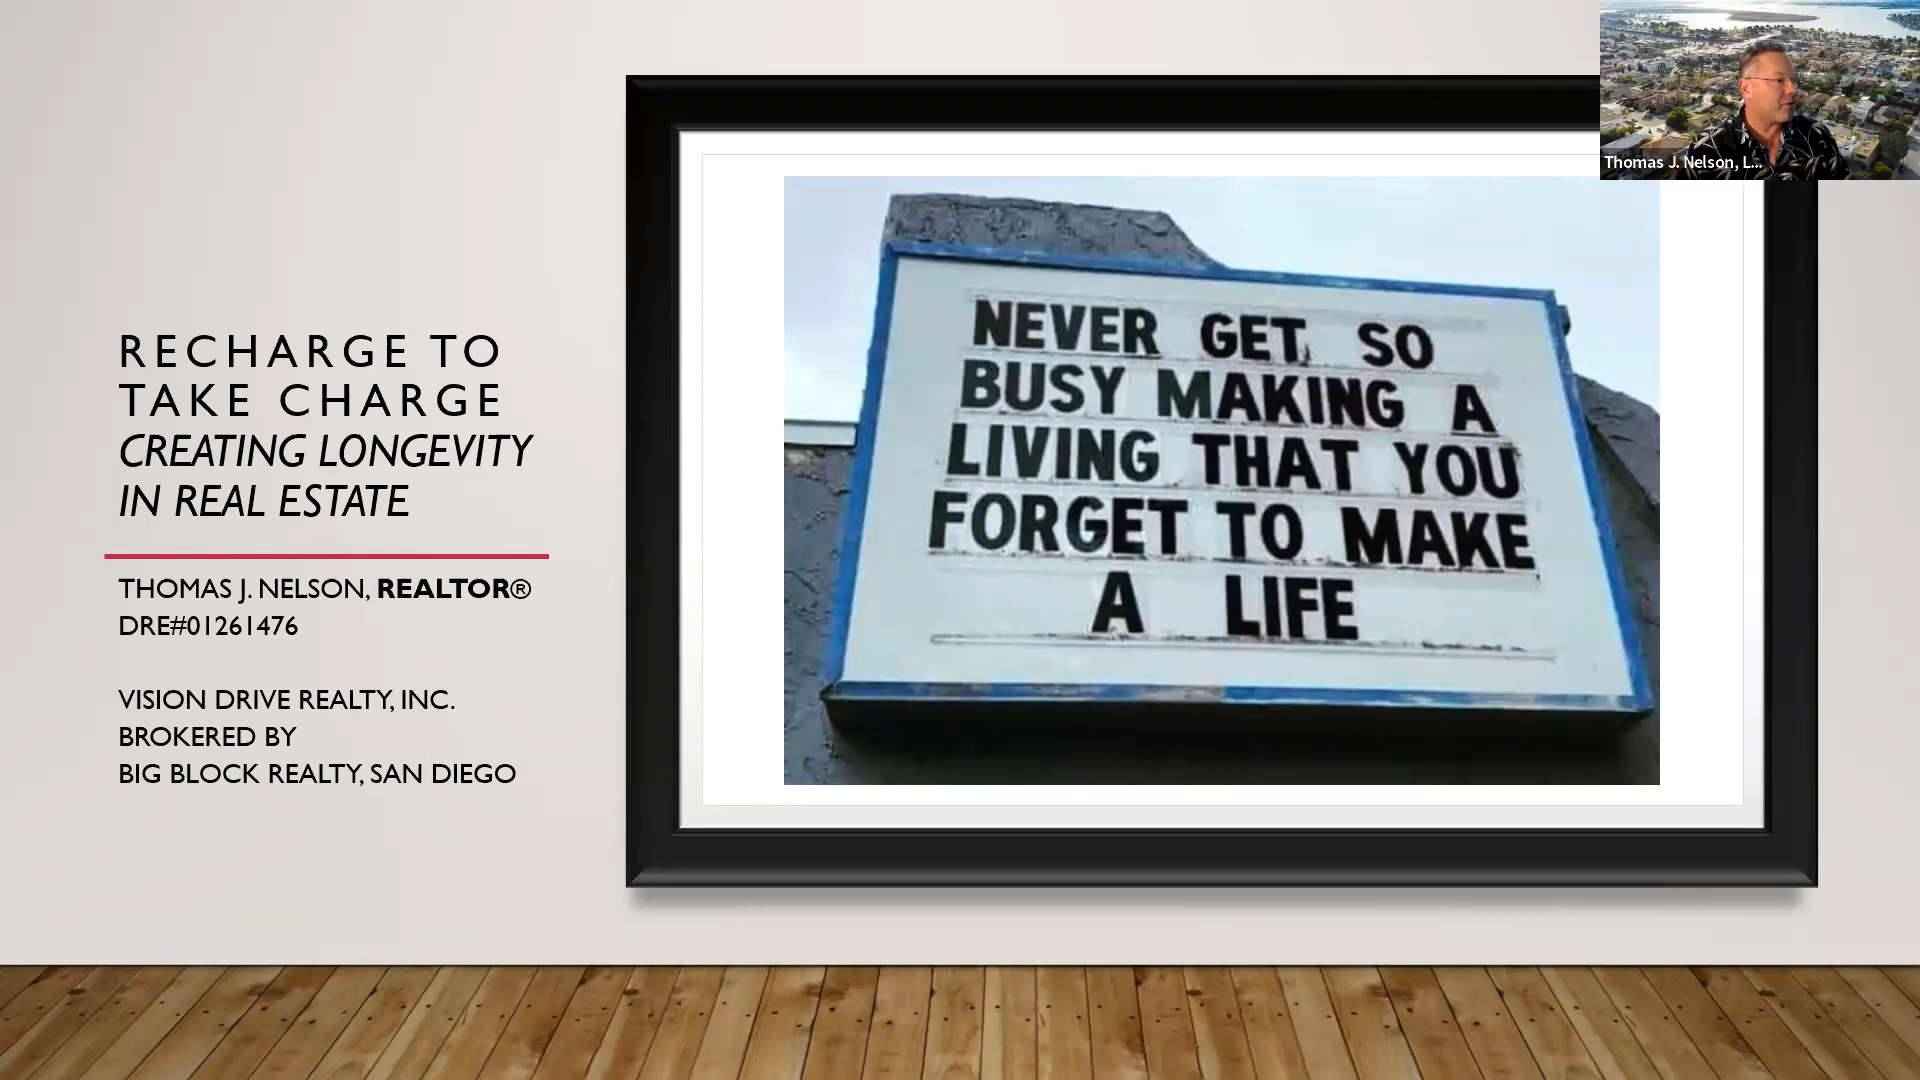 RECHARGE TO
TAKE CHARGE
CREATING LONGEVITY
IN REAL ESTATE
THOMAS J. NELSON, REALTOR®
DRE#01261476
VISION DRIVE REALTY, INC.
BROKERED BY
BIG BLOCK REALTY, SAN DIEGO
NEVER GET SO
BUSY MAKING A
LIVING THAT YOU
FORGET TO MAKE
A LIFE
Thomas J. Nelson, L...